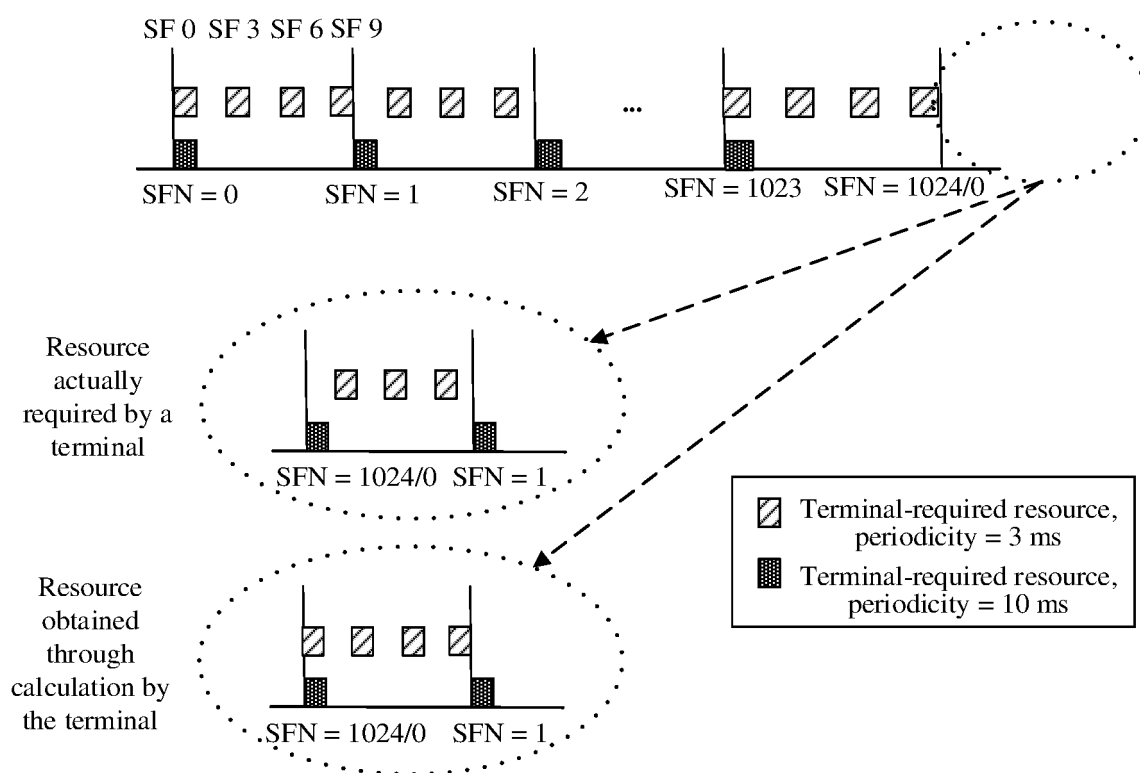 SF 0 SF 3 SF 6 SF 9
...
SFN = 0 SFN = 1 SFN = 2 SFN = 1023 SFN = 1024/0
Resource
actually
required by a
terminal
SFN = 1024/0 SFN = 1
Terminal-required resource,
periodicity = 3 ms
Terminal-required resource,
periodicity = 10 ms
Resource
obtained
through
calculation by
the terminal
SFN = 1024/0 SFN = 1